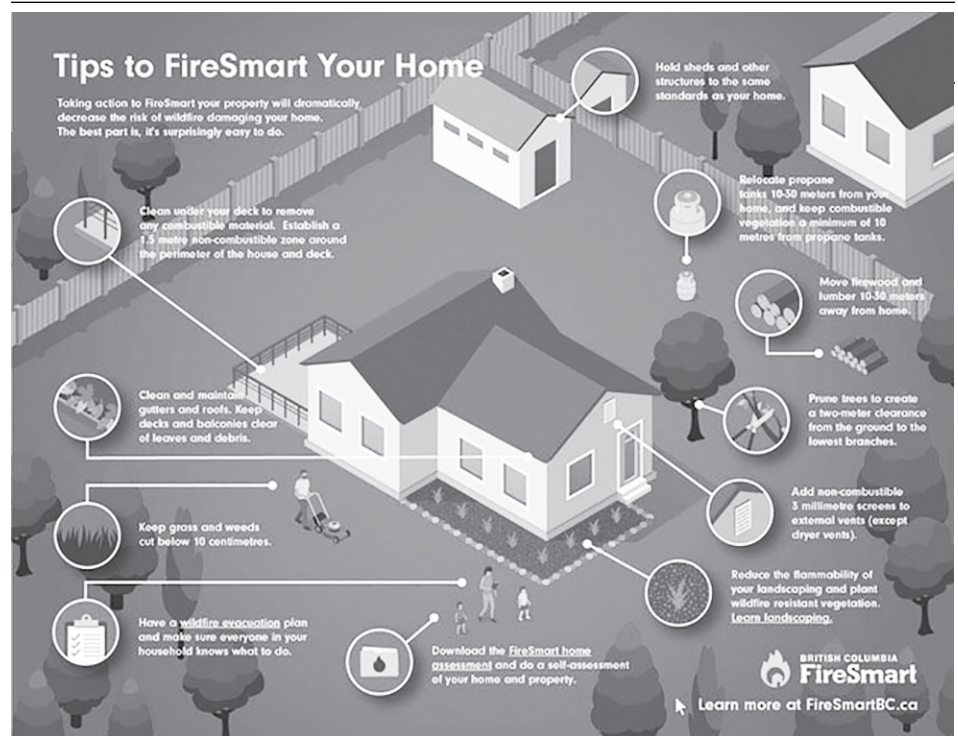 Tips to FireSmart Your Home
Taking action to FireSmart your property will dramatically
decrease the risk of wildfire damaging your home.
The best part is, it's surprisingly easy to do.
Hold sheds and other
structures to the same
standards as your home.
Clean under your deck to remove
any combustible material. Establish a
1.5 metre non-combustible zone around
the perimeter of the house and deck.
Relocate propane
tanks 10-30 meters from your
home, and keep combustible
vegetation a minimum of 10
metres from propane tanks.
Move firewood and
lumber 10-30 meters
away from home.
Clean and maintain
gutters and roofs. Keep
decks and balconies clear
of leaves and debris.
Prune trees to create
a two-meter clearance
from the ground to the
lowest branches.
Keep grass and weeds
cut below 10 centimetres.
Add non-combustible
3 millimetre screens to
external vents (except
dryer vents).
Have a wildfire evacuation plan
and make sure everyone in your
household knows what to do.
Reduce the flammability of
your landscaping and plant
wildfire resistant vegetation.
Learn landscaping.
Download the FireSmart home
assessment and do a self-assessment
of your home and property.
BRITISH COLUMBIA
FireSmart
Learn more at FireSmartBC.ca